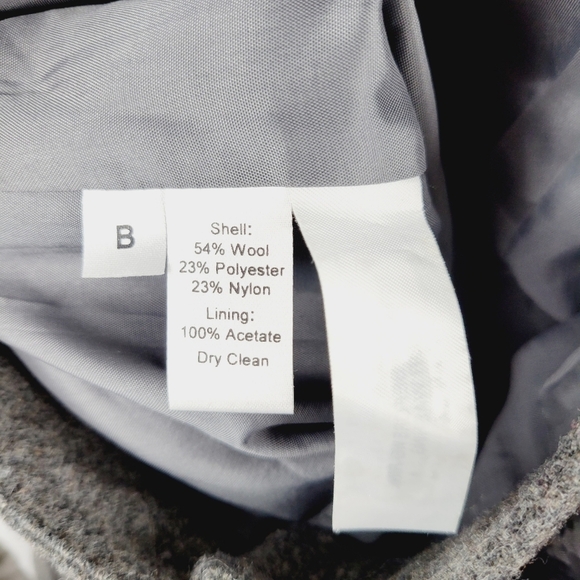 B
Shell:
54% Wool
23% Polyester
23% Nylon
Lining:
100% Acetate
Dry Clean